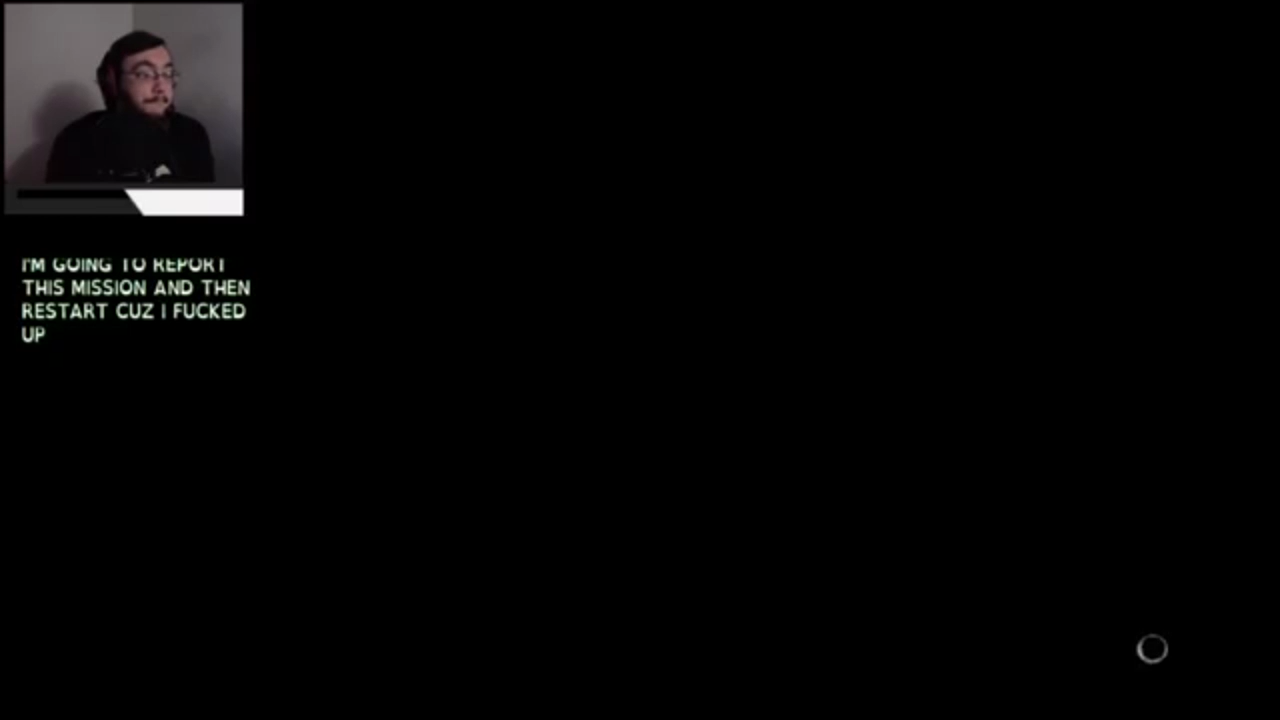 I'M GOING TO REPORT
THIS MISSION AND THEN
RESTART CUZ I FUCKED
UP